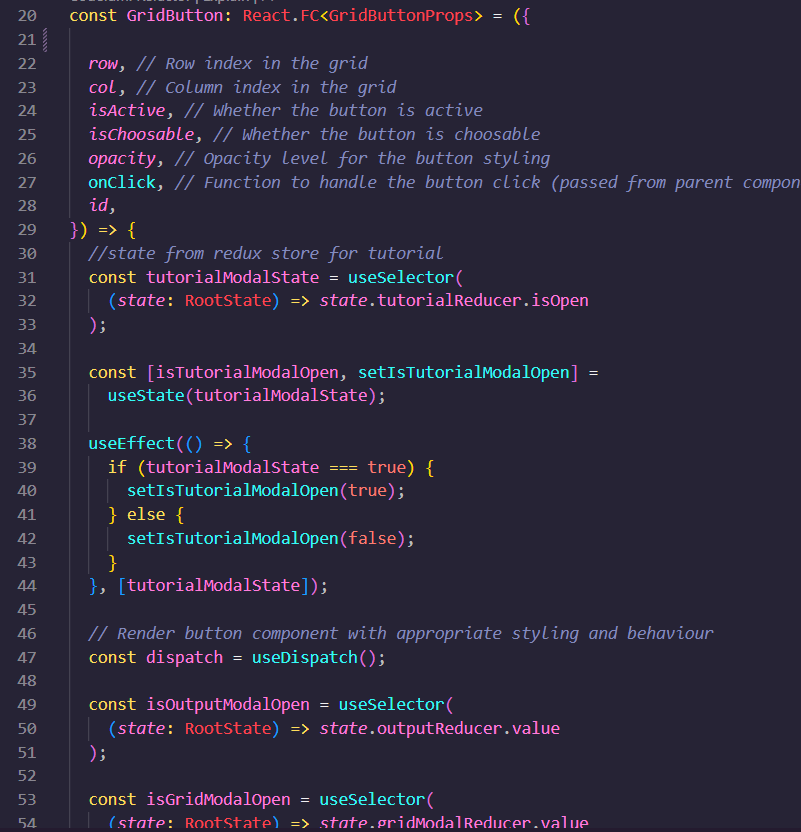 20 const GridButton: React.FC<GridButtonProps> = ({
21
22 row, // Row index in the grid
23 col, // Column index in the grid
24 isActive, // Whether the button is active
25 isChoosable, // Whether the button is choosable
26 opacity, // Opacity level for the button styling
27 onClick, // Function to handle the button click (passed from parent compon
28 id,
29 }) => {
30 //state from redux store for tutorial
31 const tutorialModalState = useSelector(
32 (state: RootState) => state.tutorialReducer.isOpen
33 );
34
35 const [isTutorialModalOpen, setIsTutorialModalOpen] =
36 useState(tutorialModalState);
37
38 useEffect(() => {
39 if (tutorialModalState === true) {
40 setIsTutorialModalOpen(true);
41 } else {
42 setIsTutorialModalOpen(false);
43 }
44 }, [tutorialModalState]);
45
46 // Render button component with appropriate styling and behaviour
47 const dispatch = useDispatch();
48
49 const isOutputModalOpen = useSelector(
50 (state: RootState) => state.outputReducer.value
51 );
52
53 const isGridModalOpen = useSelector(
54 (state: RootState) => state.gridModalReducer.value